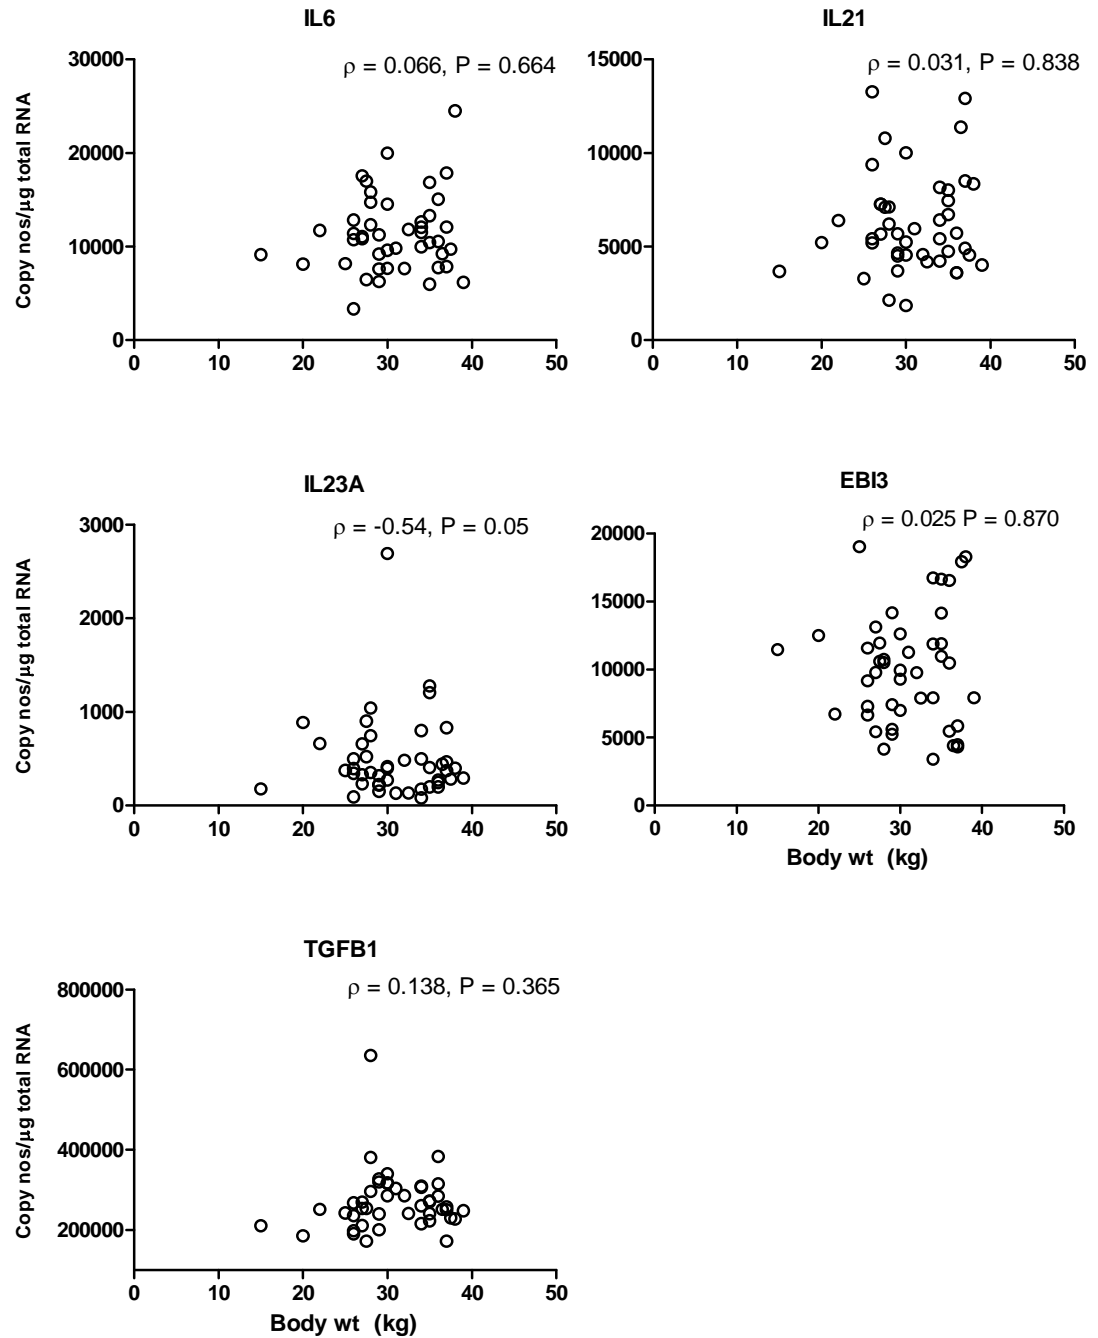 IL6
ρ = 0.066, P = 0.664
Copy nos/µg total RNA
30000
20000
10000
0
0 10 20 30 40 50
IL21
ρ = 0.031, P = 0.838
15000
10000
5000
0
0 10 20 30 40 50
IL23A
ρ = -0.54, P = 0.05
Copy nos/µg total RNA
3000
2000
1000
0
0 10 20 30 40 50
EBI3
ρ = 0.025 P = 0.870
20000
15000
10000
5000
0
0 10 20 30 40 50
Body wt (kg)
TGFB1
ρ = 0.138, P = 0.365
Copy nos/µg total RNA
800000
600000
400000
200000
0 10 20 30 40 50
Body wt (kg)